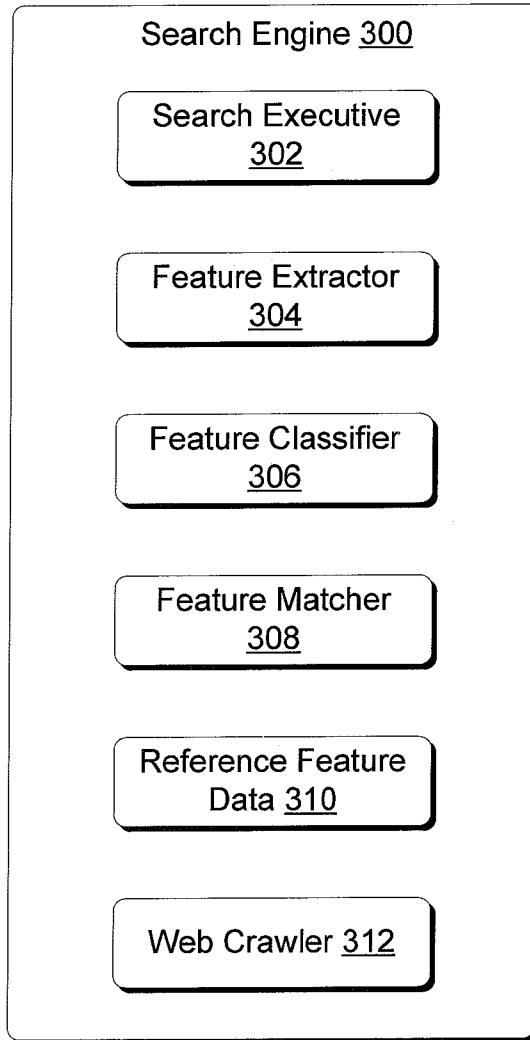 Search Engine 300
Search Executive
302
Feature Extractor
304
Feature Classifier
306
Feature Matcher
308
Reference Feature
Data 310
Web Crawler 312